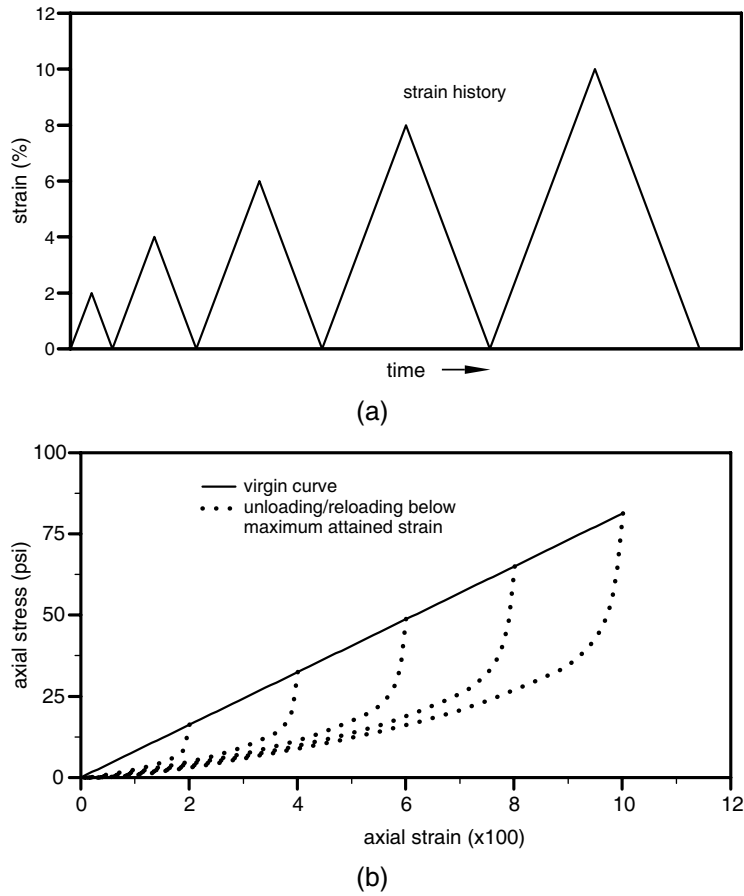 12
10
8
6
4
2
0
strain (%)
strain history
time
(a)
100
75
50
25
0
axial stress (psi)
virgin curve
unloading/reloading below
maximum attained strain
0 2 4 6 8 10 12
axial strain (x100)
(b)